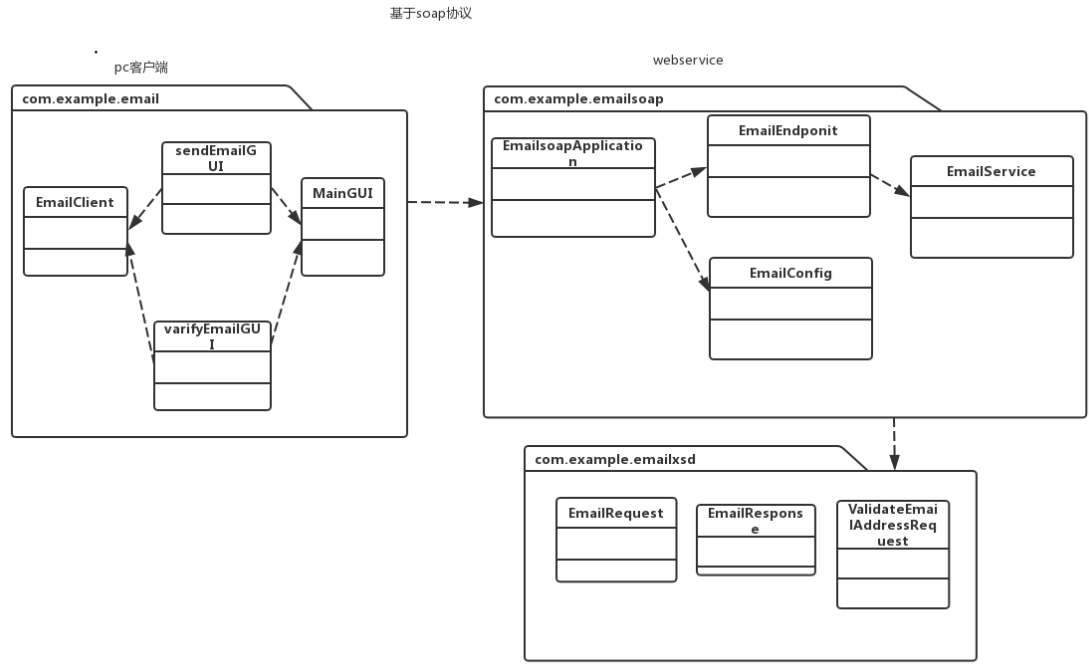 基于soap协议
pc客户端
webservice
com.example.email
sendEmailG
UI
EmailClient
MainGUI
varifyEmailGU
I
com.example.emailsoap
EmailsoapApplicatio
n
EmailEndponit
EmailService
EmailConfig
com.example.emailxsd
EmailRequest
EmailRespons
e
ValidateEmai
lAddressReq
uest